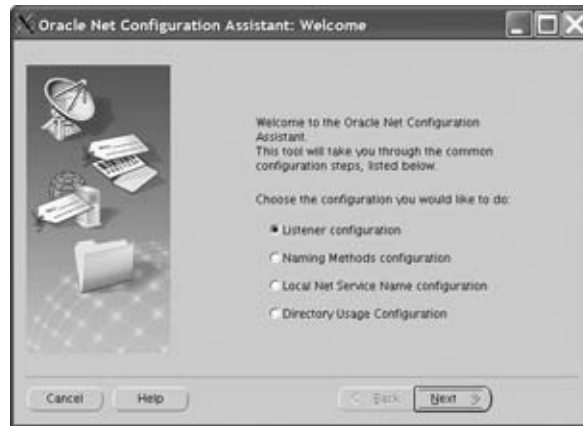 Oracle Net Configuration Assistant: Welcome
Welcome to the Oracle Net Configuration
Assistant.
This tool will take you through the common
configuration steps, listed below.
Choose the configuration you would like to do:
Listener configuration
Naming Methods configuration
Local Net Service Name configuration
Directory Usage Configuration
Cancel
Help
Back
Next